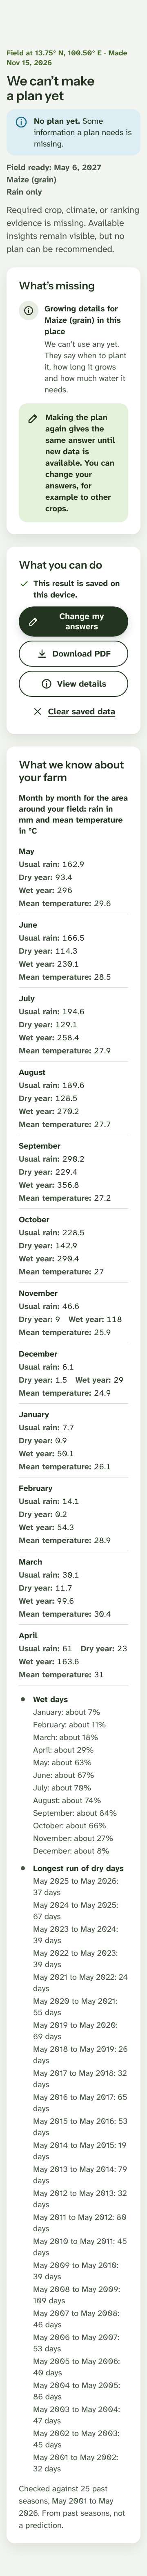 Field at 13.75° N, 100.50° E · Made
Nov 15, 2026
We can't make
a plan yet
No plan yet. Some
information a plan needs is
missing.
Field ready: May 6, 2027
Maize (grain)
Rain only
Required crop, climate, or ranking
evidence is missing. Available
insights remain visible, but no
plan can be recommended.
What's missing
Growing details for
Maize (grain) in this
place
We can't use any yet.
They say when to plant
it, how long it grows
and how much water it
needs.
Making the plan
again gives the
same answer until
new data is
available. You can
change your
answers, for
example to other
crops.
What you can do
This result is saved on
this device.
Change my
answers
Download PDF
View details
Clear saved data
What we know about
your farm
Month by month for the area
around your field: rain in
mm and mean temperature
in °C
May
Usual rain: 162.9
Dry year: 93.4
Wet year: 296
Mean temperature: 29.6
June
Usual rain: 166.5
Dry year: 114.3
Wet year: 230.1
Mean temperature: 28.5
July
Usual rain: 194.6
Dry year: 129.1
Wet year: 258.4
Mean temperature: 27.9
August
Usual rain: 189.6
Dry year: 128.5
Wet year: 270.2
Mean temperature: 27.7
September
Usual rain: 290.2
Dry year: 229.4
Wet year: 356.8
Mean temperature: 27.2
October
Usual rain: 228.5
Dry year: 142.9
Wet year: 290.4
Mean temperature: 27
November
Usual rain: 46.6
Dry year: 9 Wet year: 118
Mean temperature: 25.9
December
Usual rain: 6.1
Dry year: 1.5 Wet year: 29
Mean temperature: 24.9
January
Usual rain: 7.7
Dry year: 0.9
Wet year: 50.1
Mean temperature: 26.1
February
Usual rain: 14.1
Dry year: 0.2
Wet year: 54.3
Mean temperature: 28.9
March
Usual rain: 30.1
Dry year: 11.7
Wet year: 99.6
Mean temperature: 30.4
April
Usual rain: 61 Dry year: 23
Wet year: 163.6
Mean temperature: 31
Wet days
January: about 7%
February: about 11%
March: about 18%
April: about 29%
May: about 63%
June: about 67%
July: about 70%
August: about 74%
September: about 84%
October: about 66%
November: about 27%
December: about 8%
Longest run of dry days
May 2025 to May 2026:
37 days
May 2024 to May 2025:
67 days
May 2023 to May 2024:
39 days
May 2022 to May 2023:
39 days
May 2021 to May 2022: 24
days
May 2020 to May 2021:
55 days
May 2019 to May 2020:
69 days
May 2018 to May 2019: 26
days
May 2017 to May 2018: 32
days
May 2016 to May 2017: 65
days
May 2015 to May 2016: 53
days
May 2014 to May 2015: 19
days
May 2013 to May 2014: 79
days
May 2012 to May 2013: 32
days
May 2011 to May 2012: 80
days
May 2010 to May 2011: 45
days
May 2009 to May 2010:
39 days
May 2008 to May 2009:
109 days
May 2007 to May 2008:
46 days
May 2006 to May 2007:
53 days
May 2005 to May 2006:
40 days
May 2004 to May 2005:
86 days
May 2003 to May 2004:
47 days
May 2002 to May 2003:
45 days
May 2001 to May 2002:
32 days
Checked against 25 past
seasons, May 2001 to May
2026. From past seasons, not
a prediction.